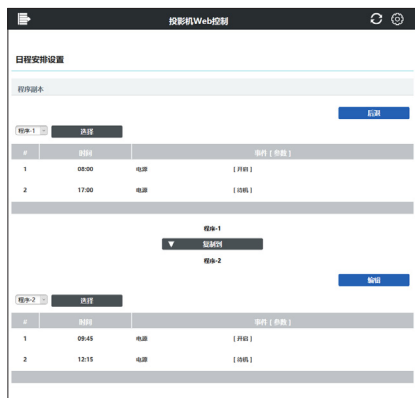 投影机Web控制
日程安排设置
程序副本
后退
程序-1 选择
# 时间 事件 [ 参数 ]
1 08:00 电源 [ 开启 ]
2 17:00 电源 [ 待机 ]
程序-1
▼ 复制到
程序-2
编辑
程序-2 选择
# 时间 事件 [ 参数 ]
1 09:45 电源 [ 开启 ]
2 12:15 电源 [ 待机 ]